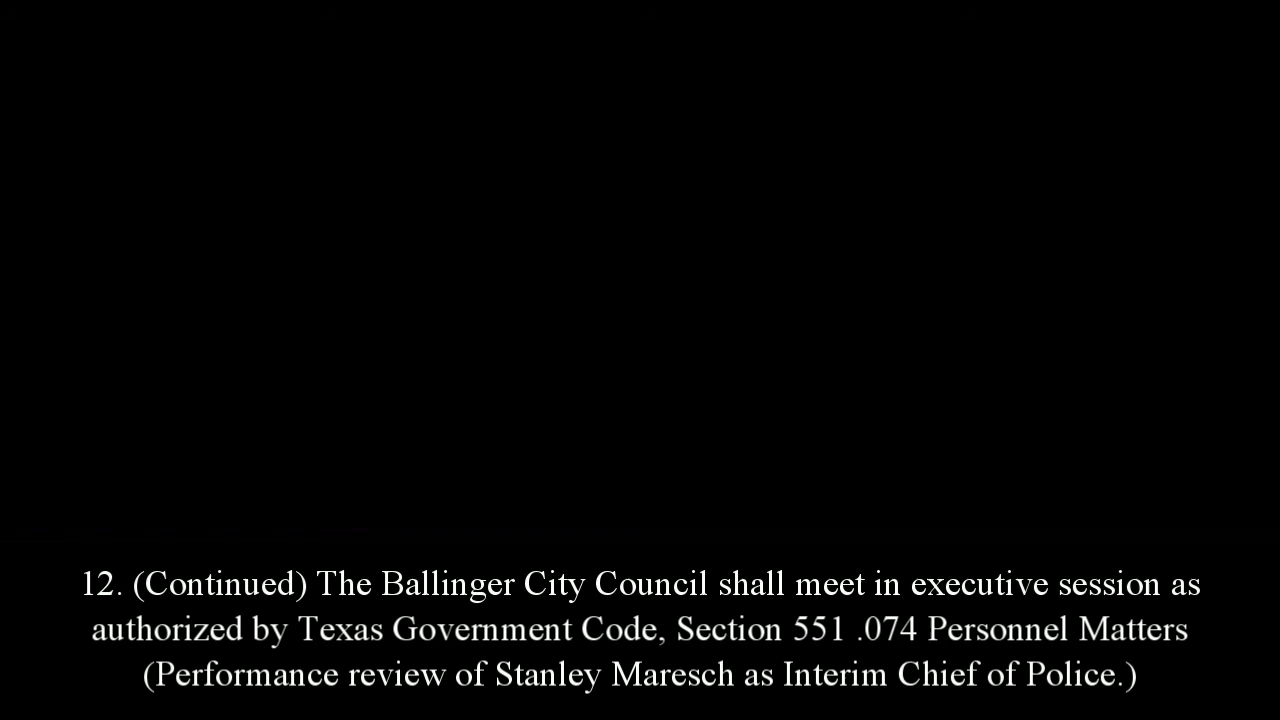 12. (Continued) The Ballinger City Council shall meet in executive session as
authorized by Texas Government Code, Section 551 .074 Personnel Matters
(Performance review of Stanley Maresch as Interim Chief of Police.)